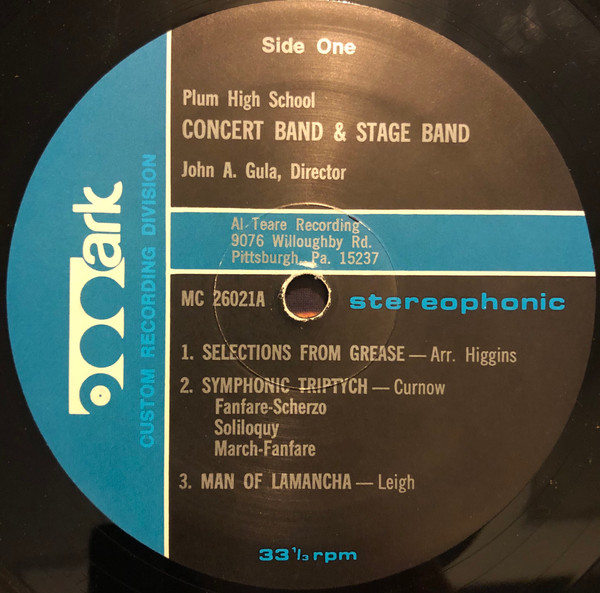 Side One
Plum High School
CONCERT BAND & STAGE BAND
John A. Gula, Director
Al Teare Recording
9076 Willoughby Rd.
Pittsburgh, Pa. 15237
MC 26021A
stereophonic
1. SELECTIONS FROM GREASE — Arr. Higgins
2. SYMPHONIC TRIPTYCH — Curnow
Fanfare-Scherzo
Soliloquy
March-Fanfare
3. MAN OF LAMANCHA — Leigh
33 1/3 rpm
mark
CUSTOM RECORDING DIVISION